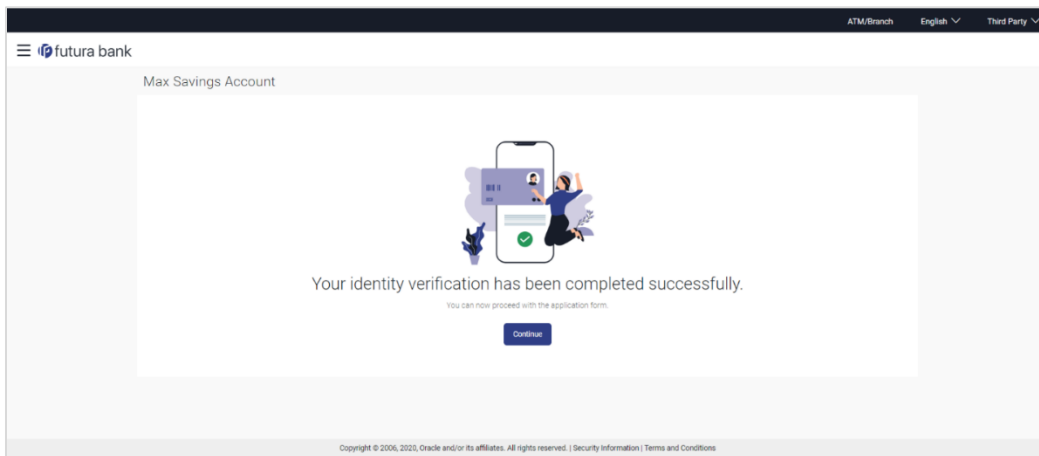 ATM/Branch English Third Party
futura bank
Max Savings Account
Your identity verification has been completed successfully.
You can now proceed with the application form.
Continue
Copyright © 2006, 2020, Oracle and/or its affiliates. All rights reserved. | Security Information | Terms and Conditions